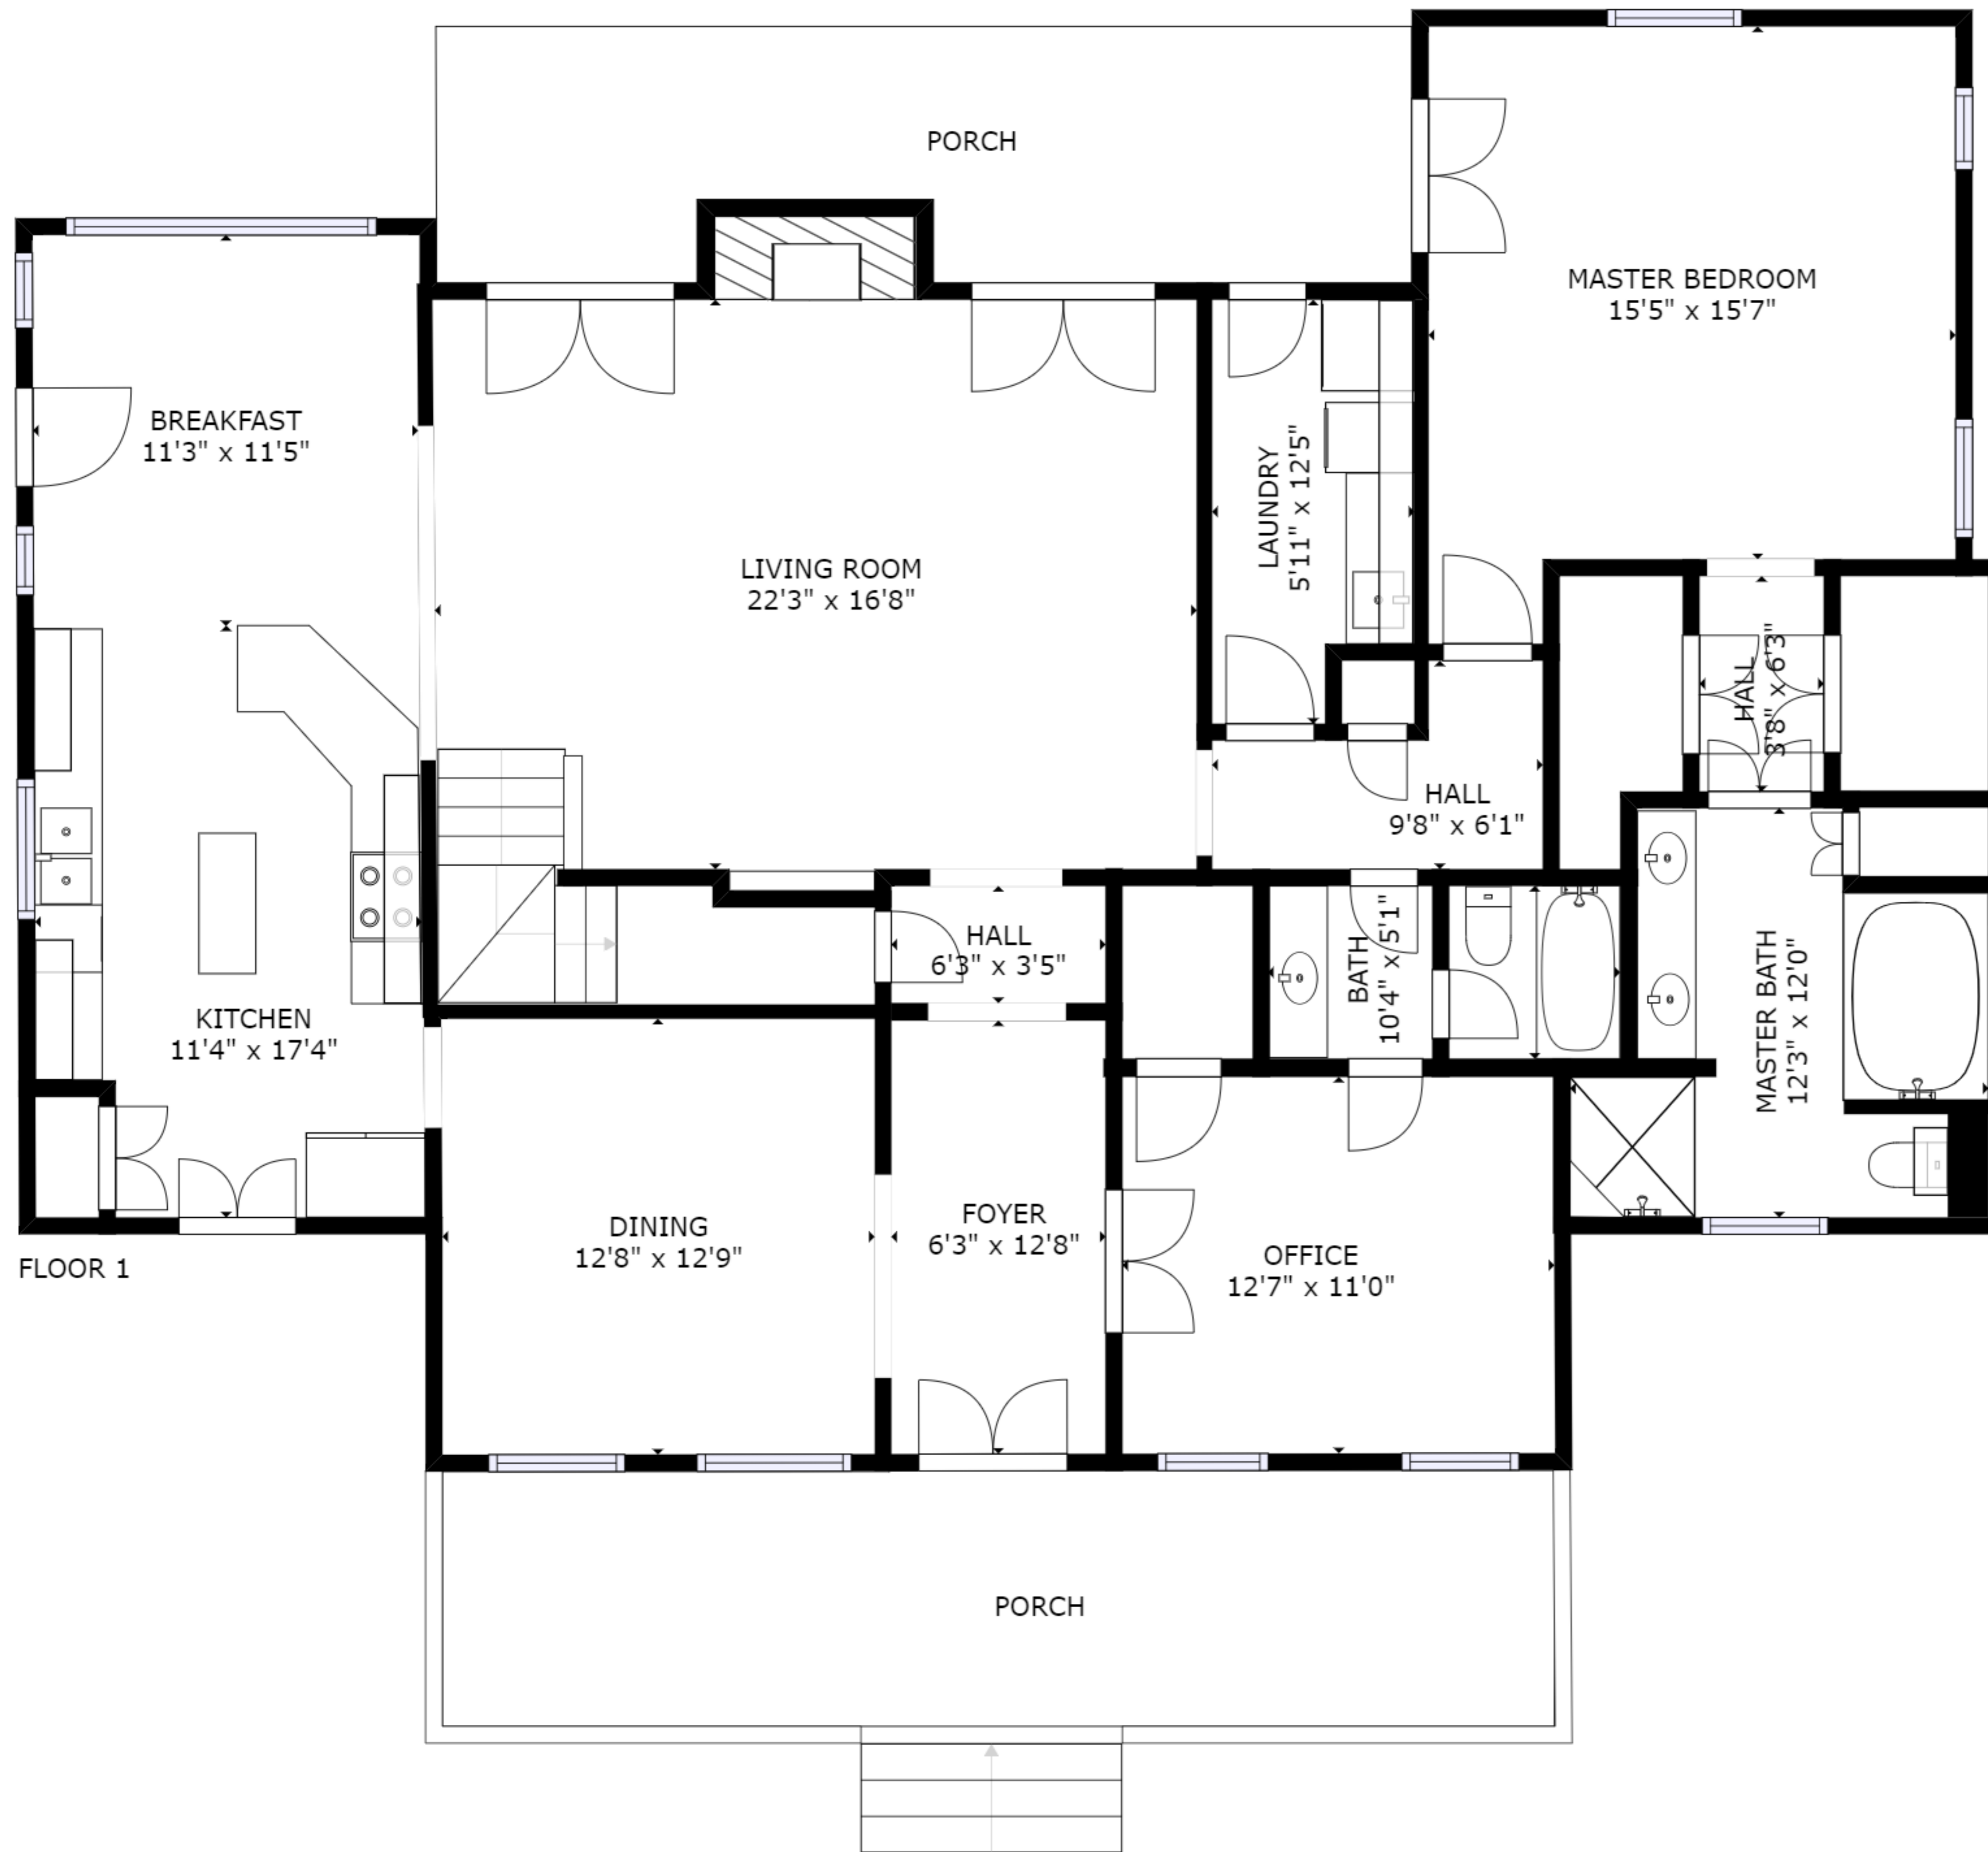 PORCH
MASTER BEDROOM
15'5" x 15'7"
BREAKFAST
11'3" x 11'5"
LIVING ROOM
22'3" x 16'8"
LAUNDRY
5'11" x 12'5"
HALL
3'8" x 6'3"
HALL
9'8" x 6'1"
HALL
6'3" x 3'5"
BATH
10'4" x 5'1"
MASTER BATH
12'3" x 12'0"
KITCHEN
11'4" x 17'4"
DINING
12'8" x 12'9"
FOYER
6'3" x 12'8"
OFFICE
12'7" x 11'0"
FLOOR 1
PORCH